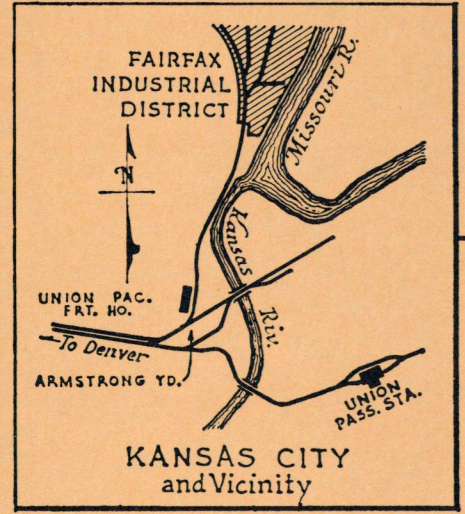 FAIRFAX
INDUSTRIAL
DISTRICT
Missouri R.
N
Kansas
Riv.
UNION PAC.
FRT. HO.
To Denver
ARMSTRONG YD.
UNION
PASS. STA.
KANSAS CITY
and Vicinity